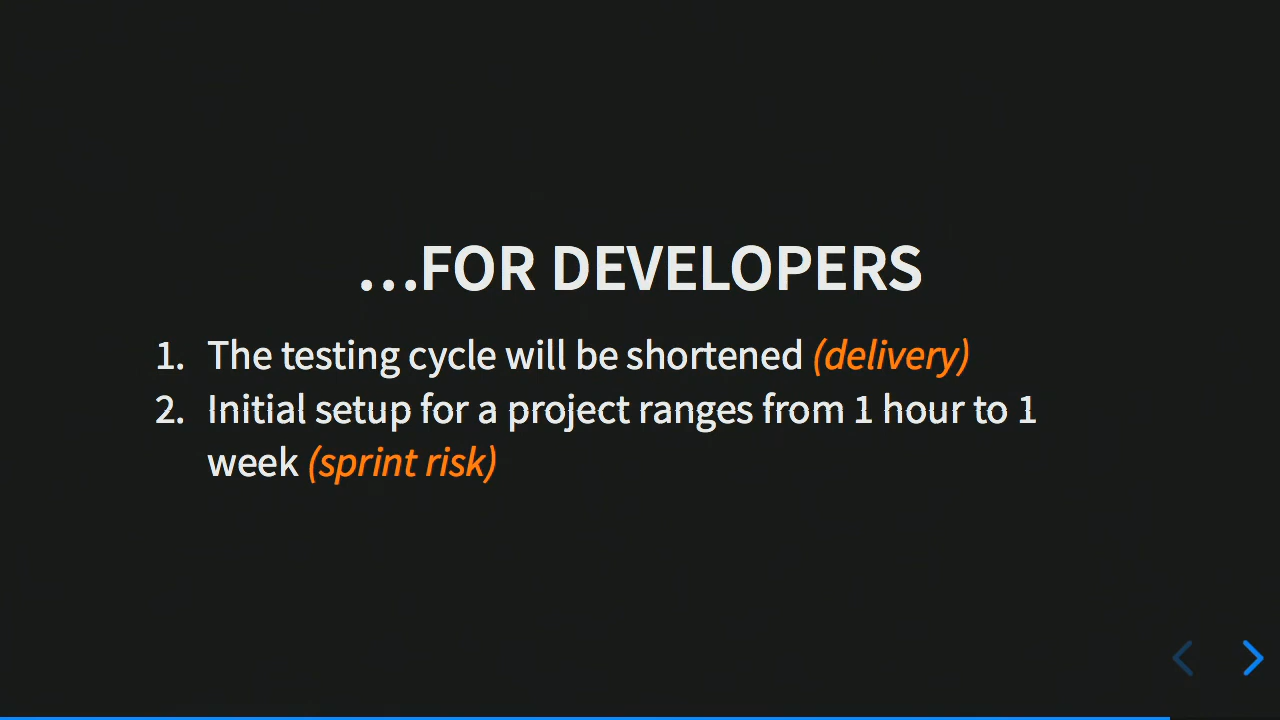 ...FOR DEVELOPERS
1. The testing cycle will be shortened (delivery)
2. Initial setup for a project ranges from 1 hour to 1
week (sprint risk)